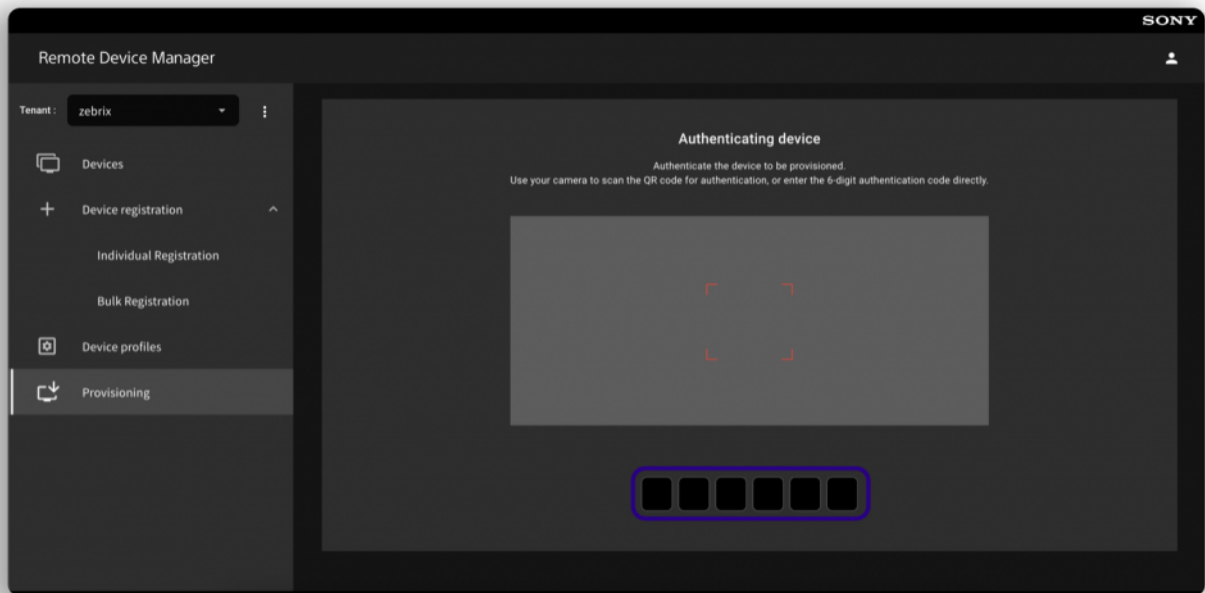 SONY
Remote Device Manager
Tenant :
zebrix
Devices
Device registration
Individual Registration
Bulk Registration
Device profiles
Provisioning
Authenticating device
Authenticate the device to be provisioned.
Use your camera to scan the QR code for authentication, or enter the 6-digit authentication code directly.